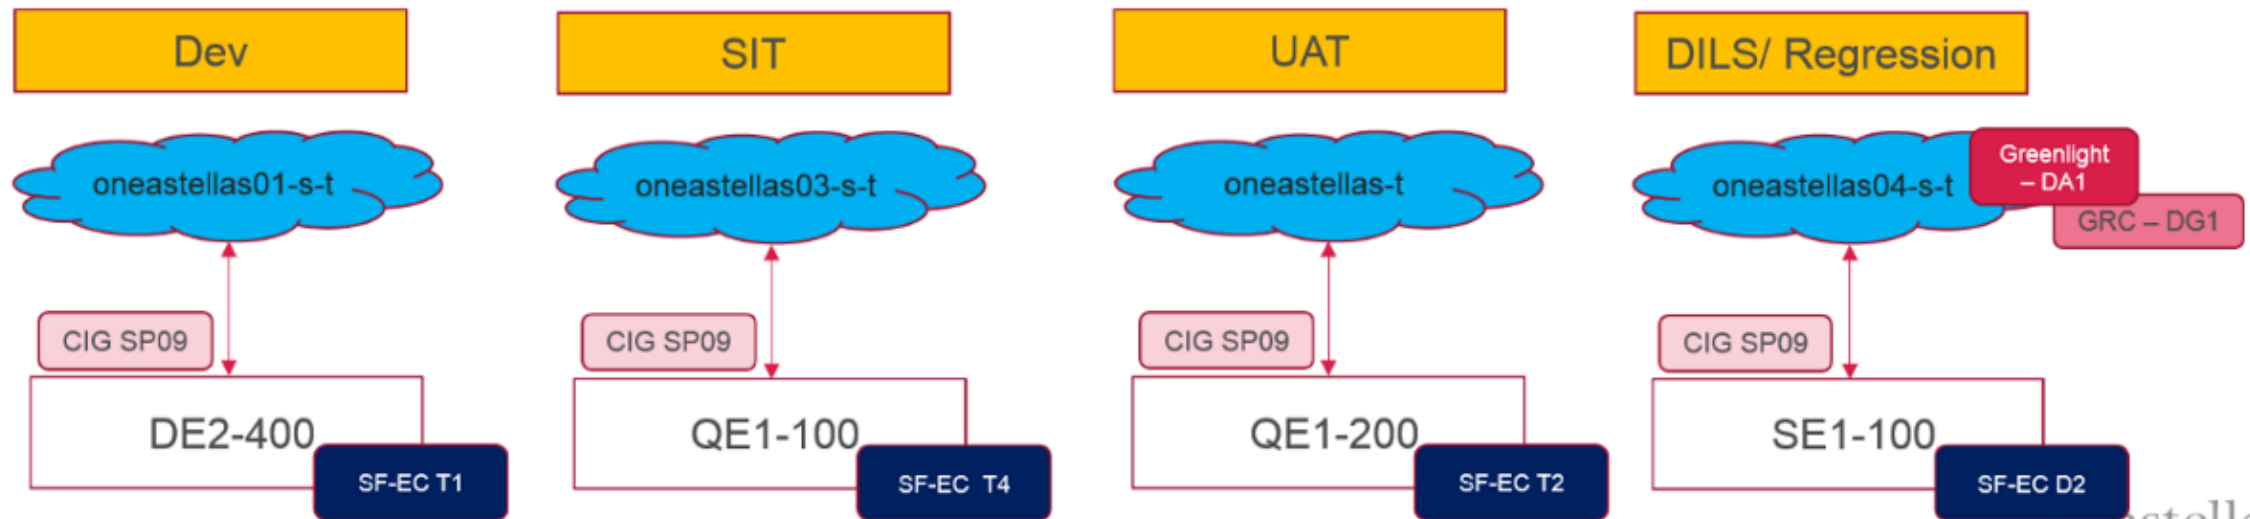 Dev
SIT
UAT
DILS/ Regression
oneastellas01-s-t
oneastellas03-s-t
oneastellas-t
oneastellas04-s-t
Greenlight
– DA1
GRC – DG1
CIG SP09
CIG SP09
CIG SP09
CIG SP09
DE2-400
QE1-100
QE1-200
SE1-100
SF-EC T1
SF-EC T4
SF-EC T2
SF-EC D2